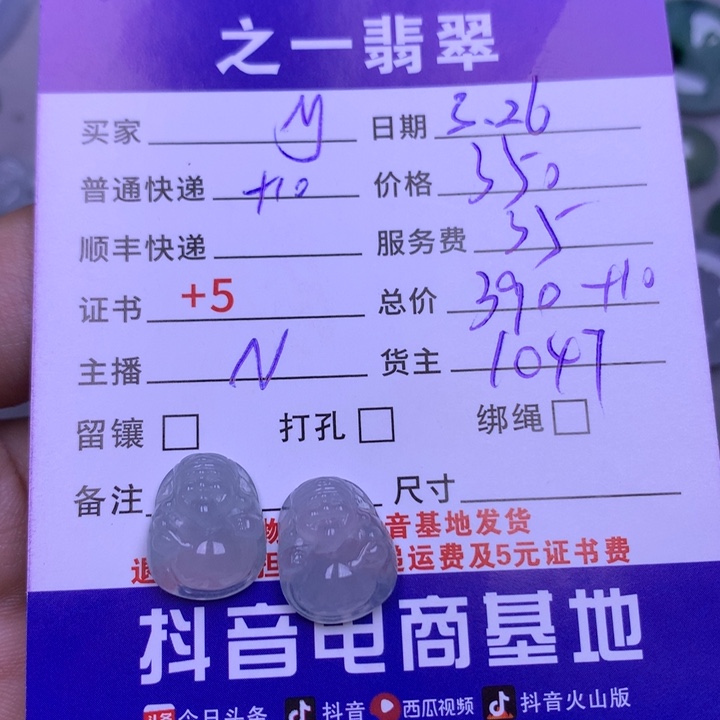 之一翡翠
买家 M 日期 3.26
普通快递 +10 价格 350
顺丰快递 服务费 35
证书 +5 总价 390 +10
主播 N 货主 1047
留镶 打孔 绑绳
备注 尺寸
音基地发货
运费及5元证书费
抖音电商基地
今日头条 抖音 西瓜视频 抖音火山版